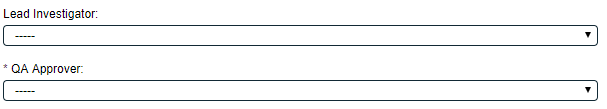 Lead Investigator:
-----
* QA Approver:
-----